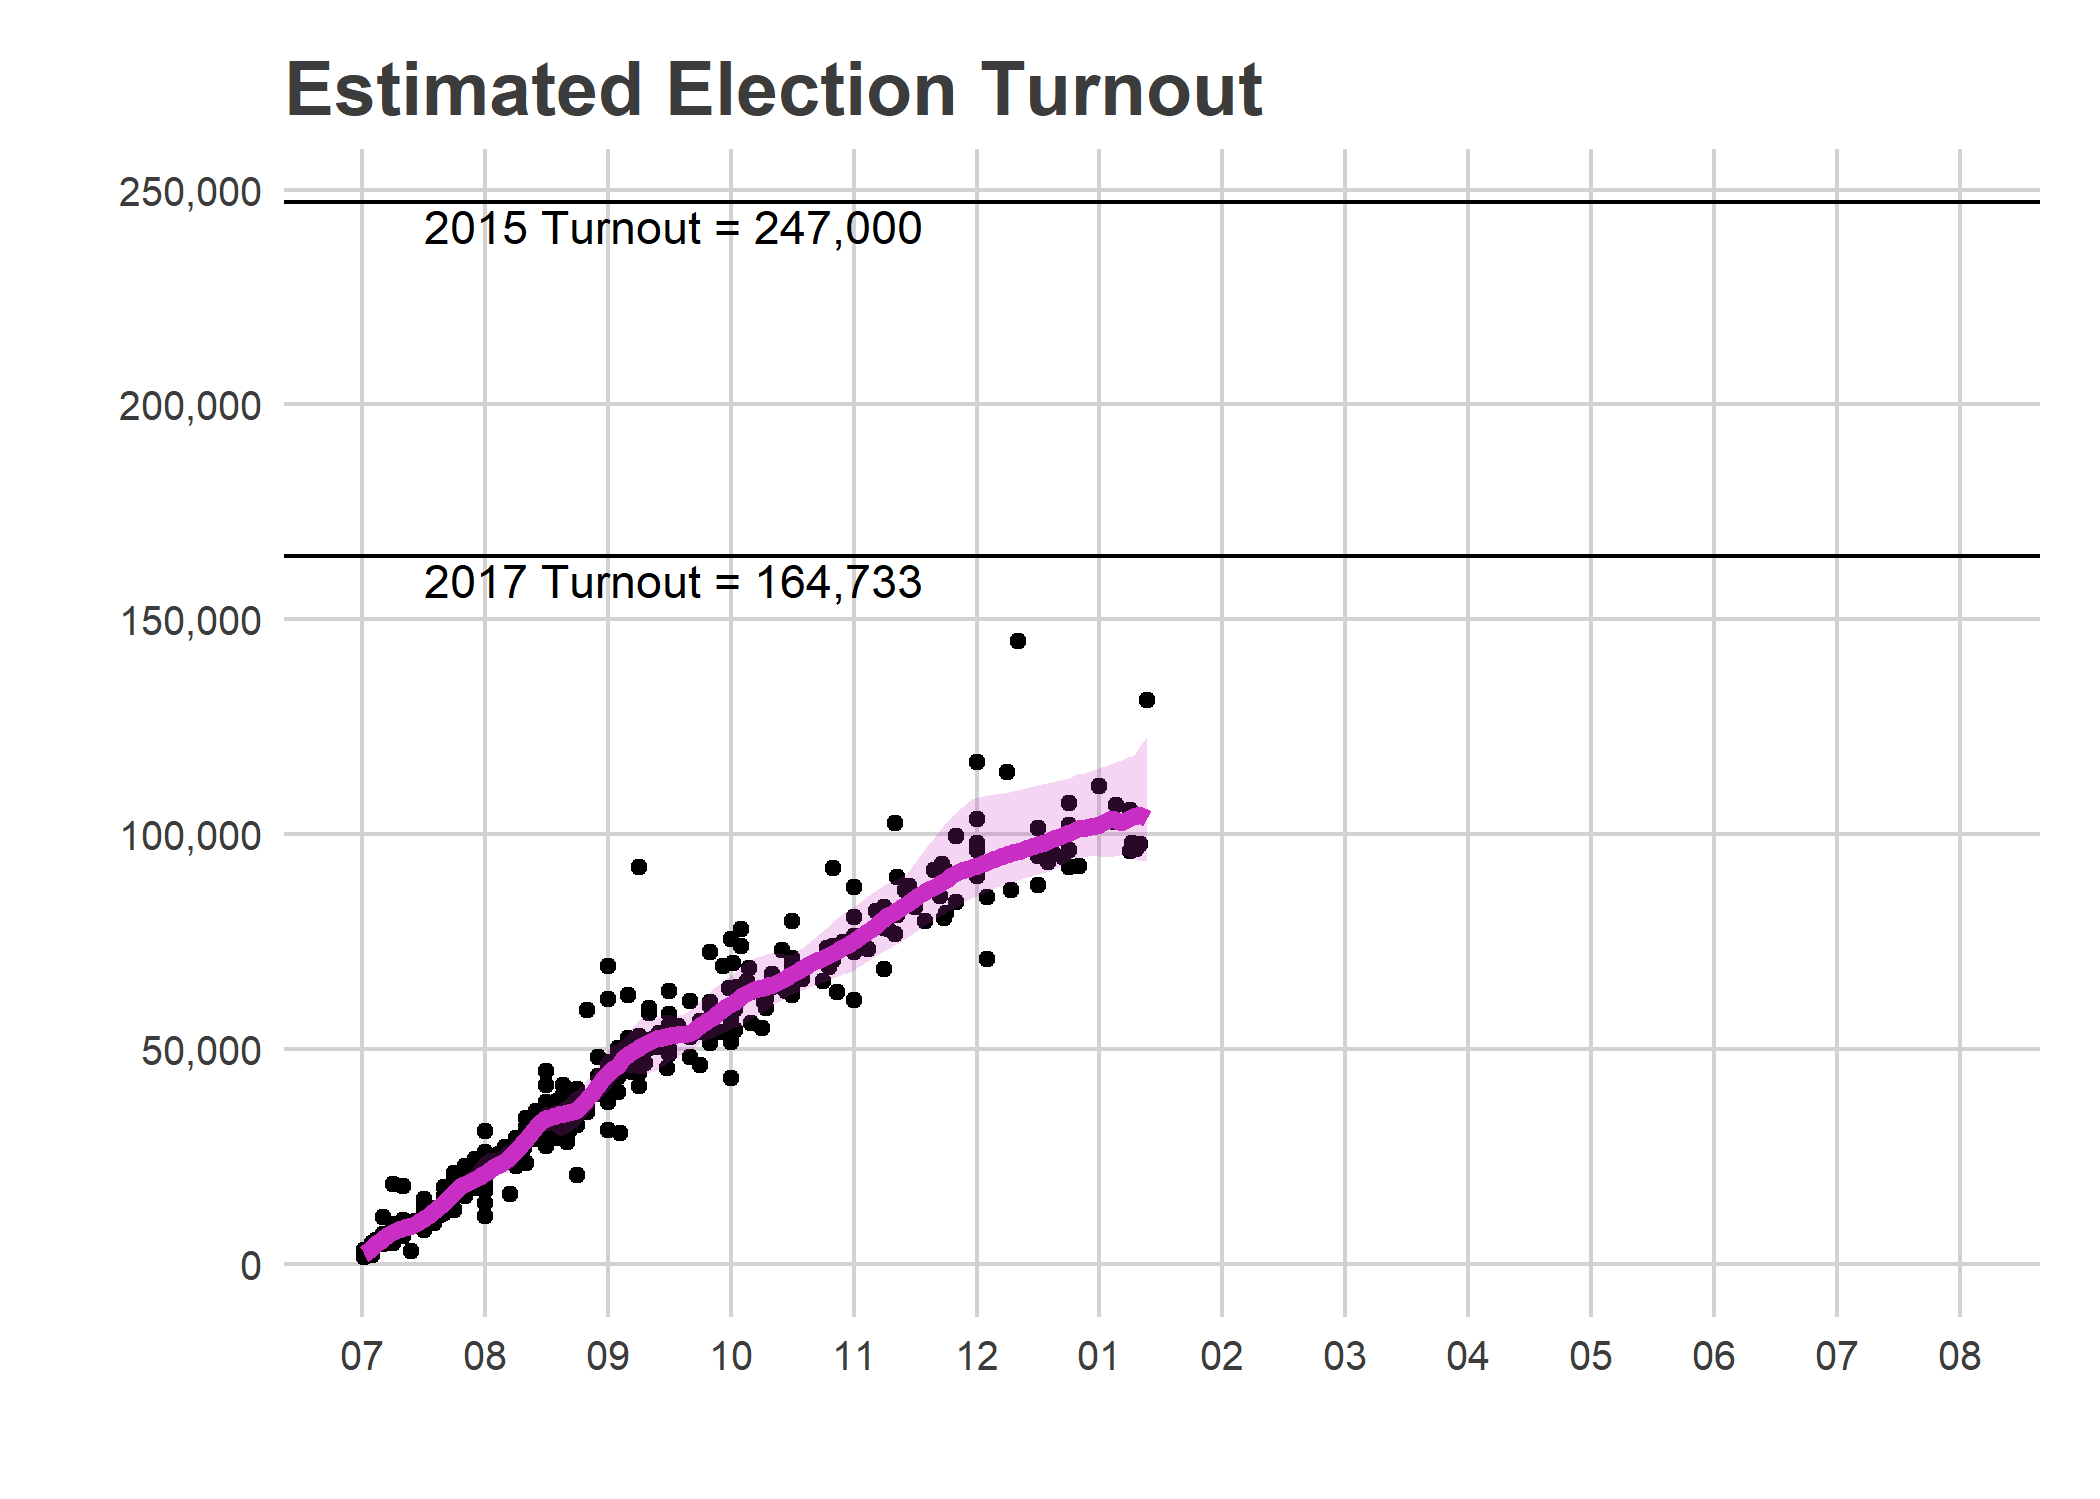 Estimated Election Turnout
250,000
2015 Turnout = 247,000
200,000
2017 Turnout = 164,733
150,000
100,000
50,000
0
07 08 09 10 11 12 01 02 03 04 05 06 07 08